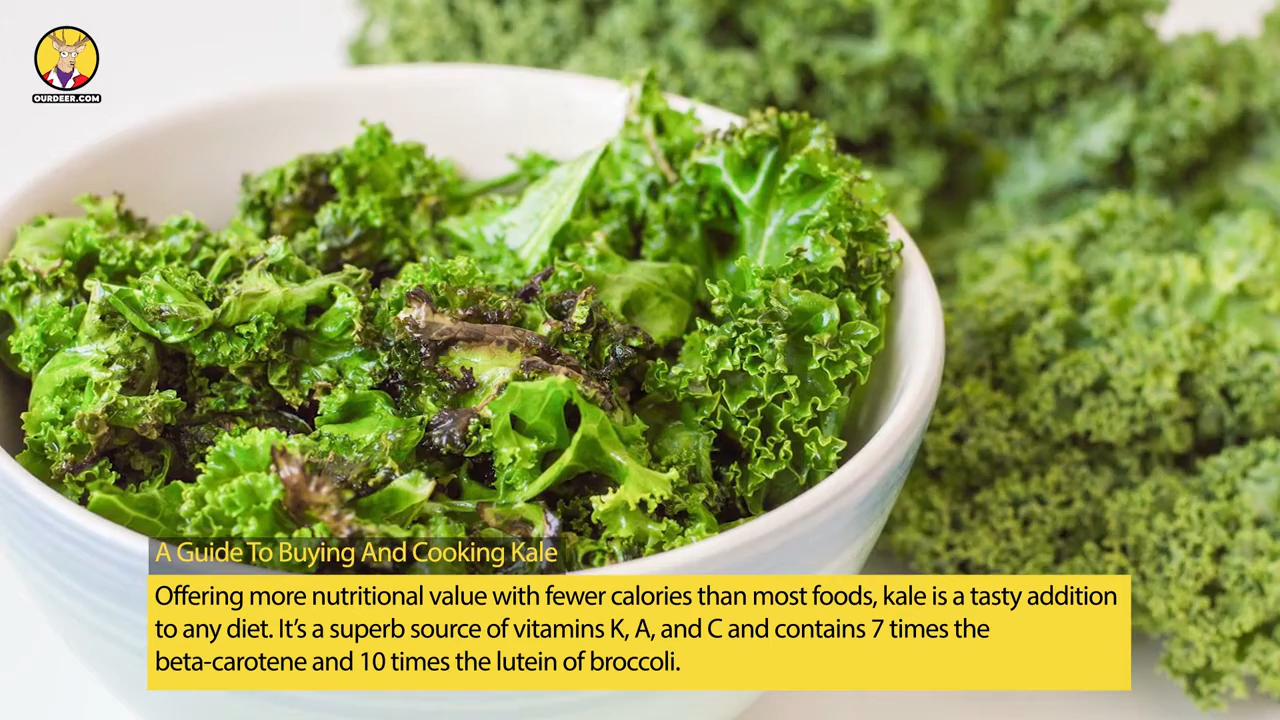 OURDEER.COM
A Guide To Buying And Cooking Kale
Offering more nutritional value with fewer calories than most foods, kale is a tasty addition
to any diet. It's a superb source of vitamins K, A, and C and contains 7 times the
beta-carotene and 10 times the lutein of broccoli.